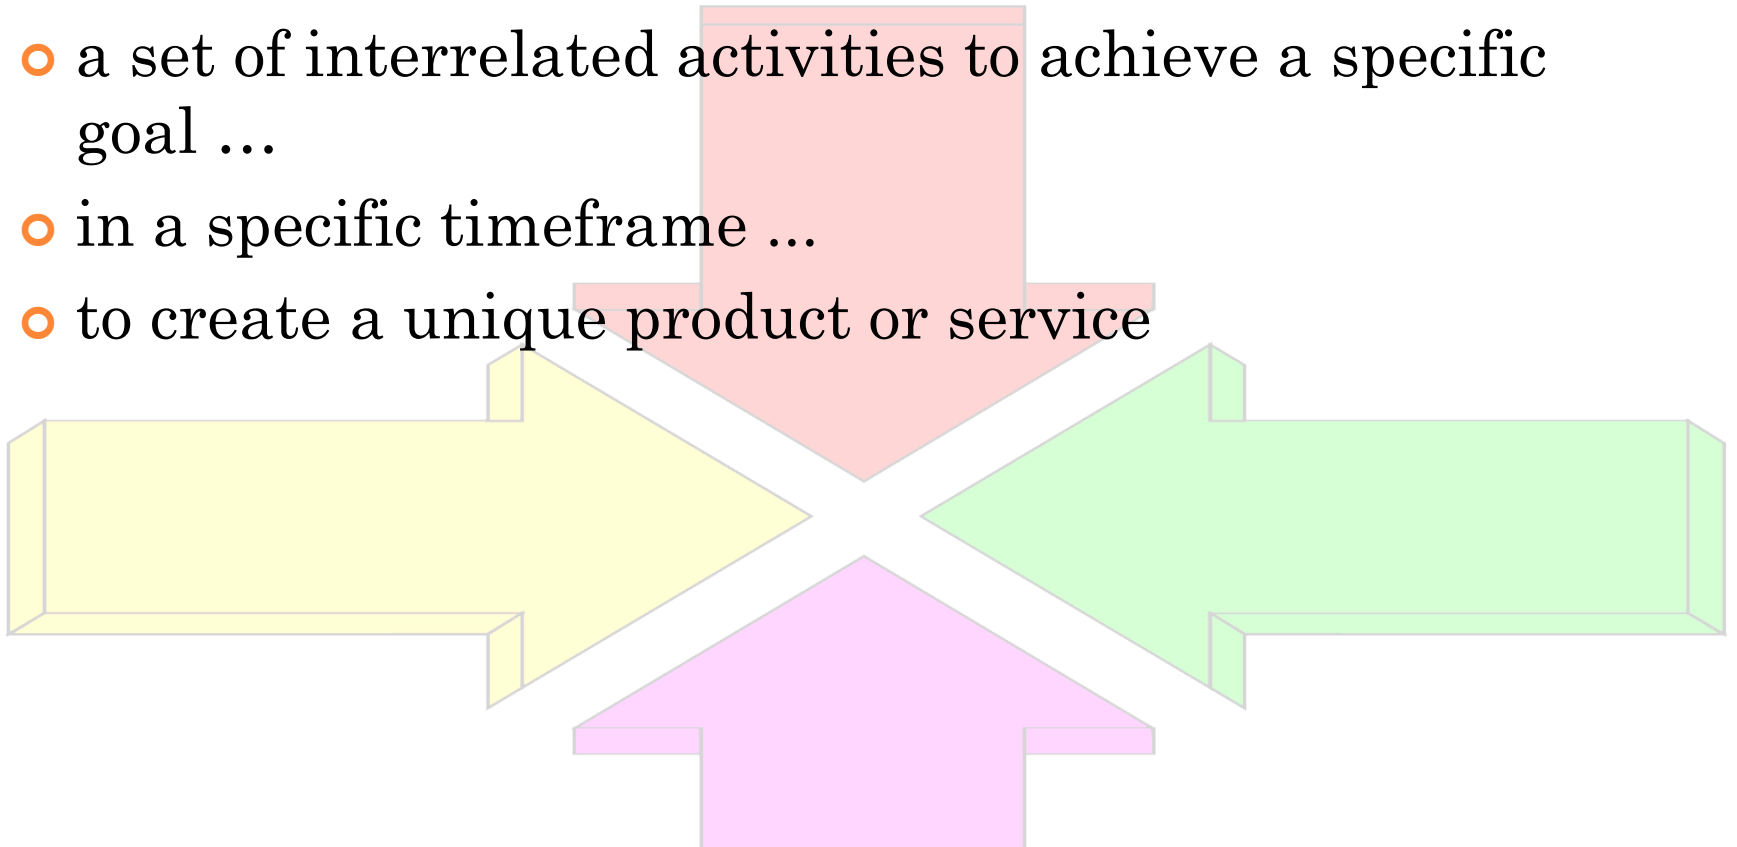 a set of interrelated activities to achieve a specific
goal …
in a specific timeframe ...
to create a unique product or service